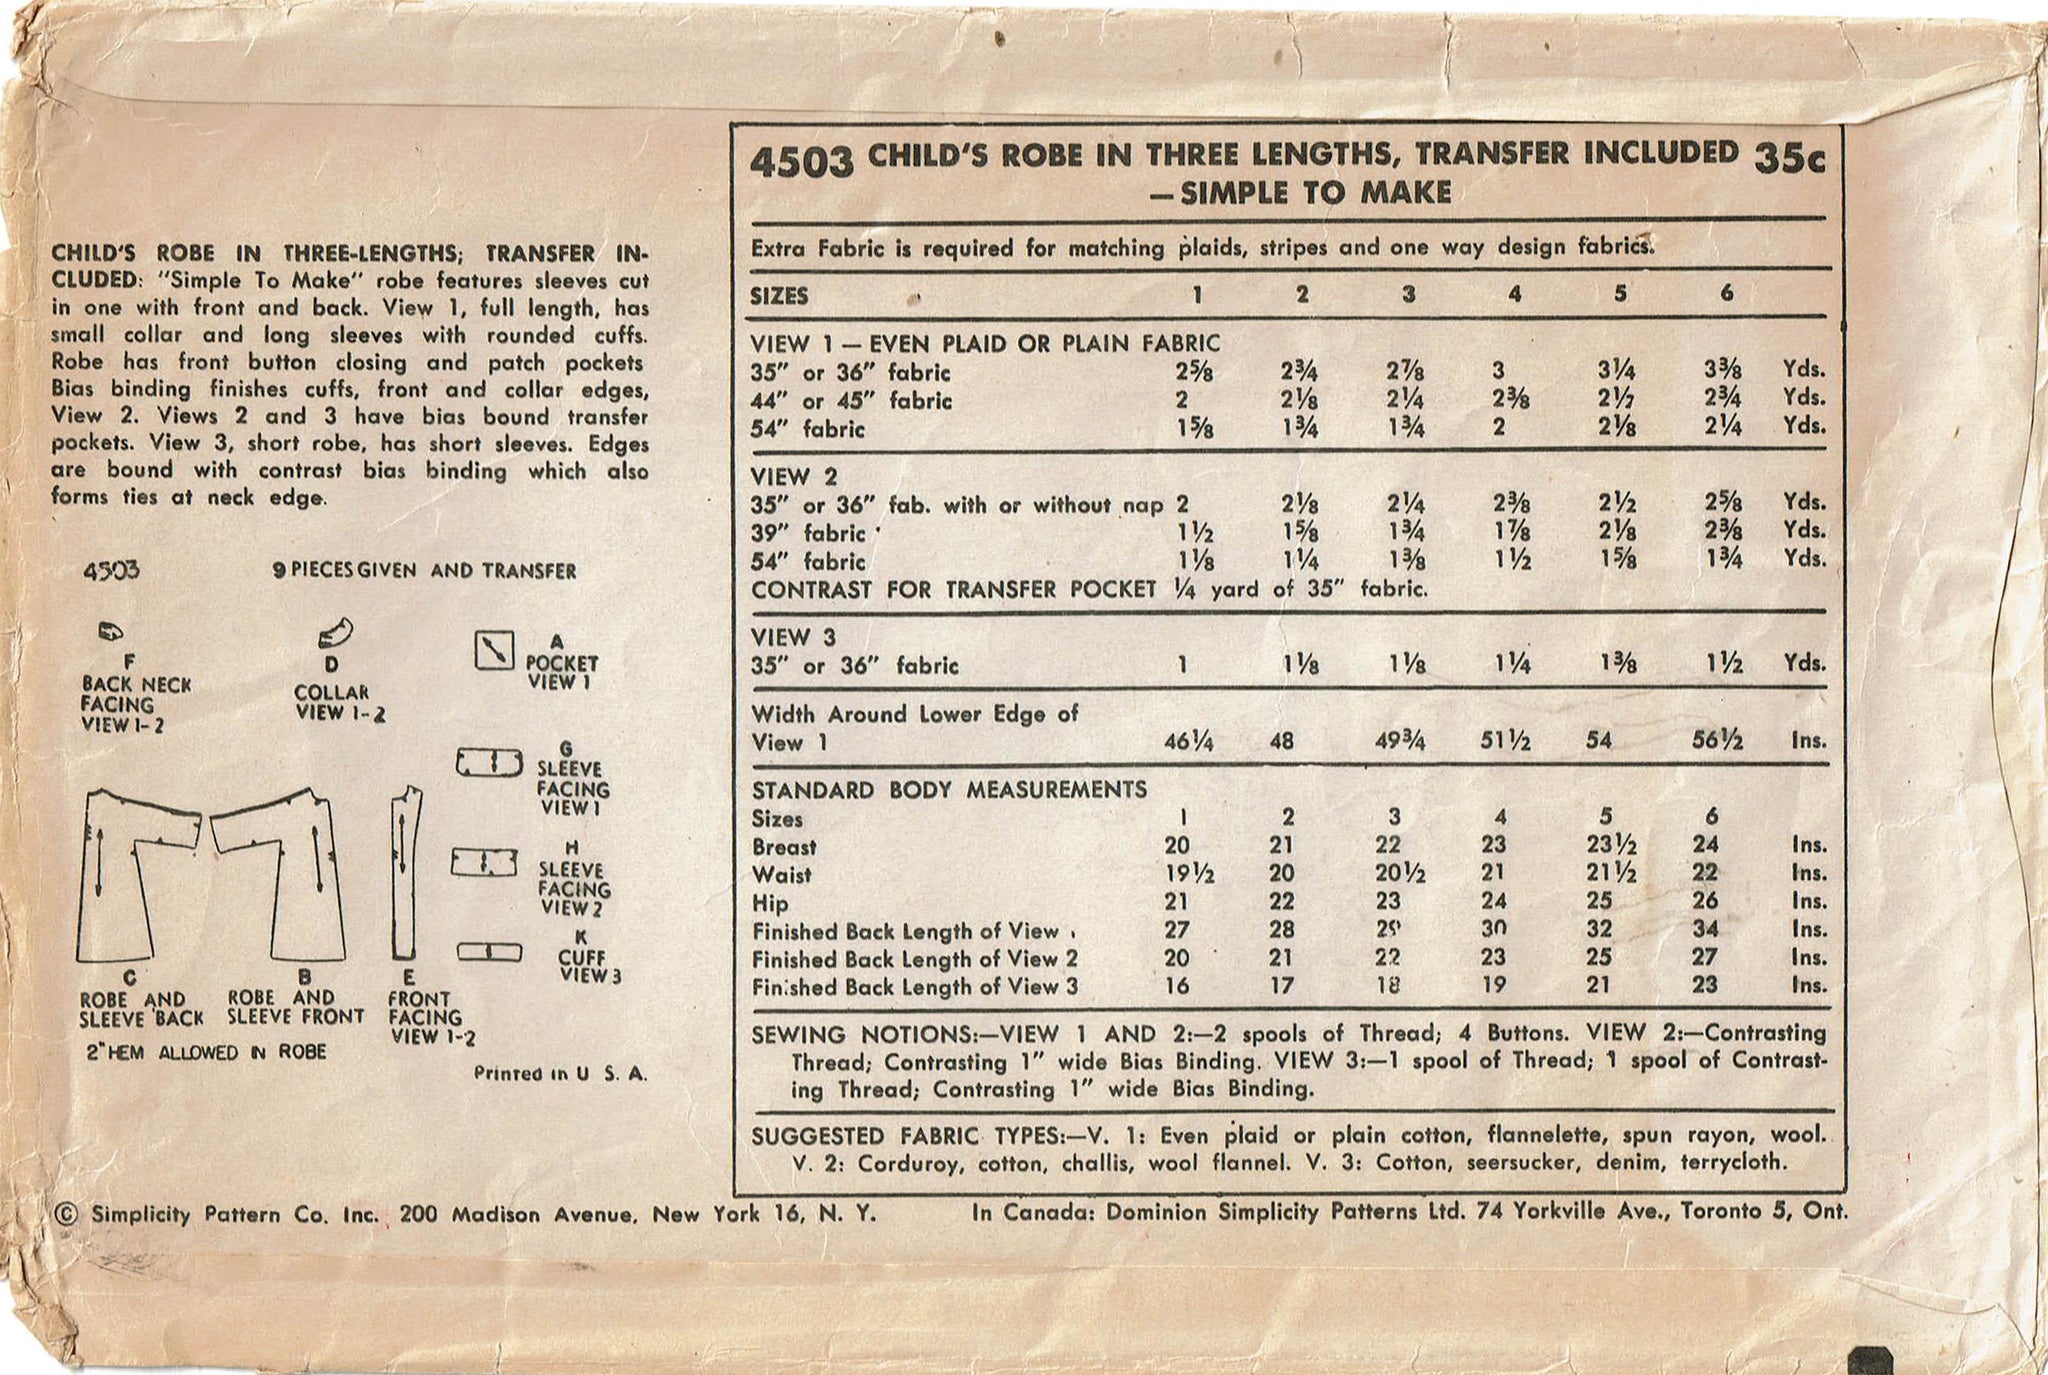 CHILD'S ROBE IN THREE-LENGTHS; TRANSFER IN-
CLUDED: "Simple To Make" robe features sleeves cut
in one with front and back. View 1, full length, has
small collar and long sleeves with rounded cuffs.
Robe has front button closing and patch pockets
Bias binding finishes cuffs, front and collar edges,
View 2. Views 2 and 3 have bias bound transfer
pockets. View 3, short robe, has short sleeves. Edges
are bound with contrast bias binding which also
forms ties at neck edge.
4503 9 PIECES GIVEN AND TRANSFER
F
BACK NECK
FACING
VIEW 1-2
D
COLLAR
VIEW 1-2
A
POCKET
VIEW 1
G
SLEEVE
FACING
VIEW 1
H
SLEEVE
FACING
VIEW 2
K
CUFF
VIEW 3
C
ROBE AND
SLEEVE BACK
B
ROBE AND
SLEEVE FRONT
E
FRONT
FACING
VIEW 1-2
2" HEM ALLOWED IN ROBE
Printed in U S. A.
4503 CHILD'S ROBE IN THREE LENGTHS, TRANSFER INCLUDED 35c
—SIMPLE TO MAKE
Extra Fabric is required for matching plaids, stripes and one way design fabrics.
SIZES 1 2 3 4 5 6
VIEW 1 — EVEN PLAID OR PLAIN FABRIC
35" or 36" fabric 2⅝ 2¾ 2⅞ 3 3¼ 3⅜ Yds.
44" or 45" fabric 2 2⅛ 2¼ 2⅜ 2½ 2¾ Yds.
54" fabric 1⅝ 1¾ 1¾ 2 2⅛ 2¼ Yds.
VIEW 2
35" or 36" fab. with or without nap 2 2⅛ 2¼ 2⅜ 2½ 2⅝ Yds.
39" fabric 1½ 1⅝ 1¾ 1⅞ 2⅛ 2⅜ Yds.
54" fabric 1⅛ 1¼ 1⅜ 1½ 1⅝ 1¾ Yds.
CONTRAST FOR TRANSFER POCKET ¼ yard of 35" fabric.
VIEW 3
35" or 36" fabric 1 1⅛ 1⅛ 1¼ 1⅜ 1½ Yds.
Width Around Lower Edge of
View 1 46¼ 48 49¾ 51½ 54 56½ Ins.
STANDARD BODY MEASUREMENTS
Sizes 1 2 3 4 5 6
Breast 20 21 22 23 23½ 24 Ins.
Waist 19½ 20 20½ 21 21½ 22 Ins.
Hip 21 22 23 24 25 26 Ins.
Finished Back Length of View 27 28 29 30 32 34 Ins.
Finished Back Length of View 2 20 21 22 23 25 27 Ins.
Finished Back Length of View 3 16 17 18 19 21 23 Ins.
SEWING NOTIONS:—VIEW 1 AND 2:—2 spools of Thread; 4 Buttons. VIEW 2:—Contrasting
Thread; Contrasting 1" wide Bias Binding. VIEW 3:—1 spool of Thread; 1 spool of Contrast-
ing Thread; Contrasting 1" wide Bias Binding.
SUGGESTED FABRIC TYPES:—V. 1: Even plaid or plain cotton, flannelette, spun rayon, wool.
V. 2: Corduroy, cotton, challis, wool flannel. V. 3: Cotton, seersucker, denim, terrycloth.
© Simplicity Pattern Co. Inc. 200 Madison Avenue, New York 16, N. Y. In Canada: Dominion Simplicity Patterns Ltd. 74 Yorkville Ave., Toronto 5, Ont.